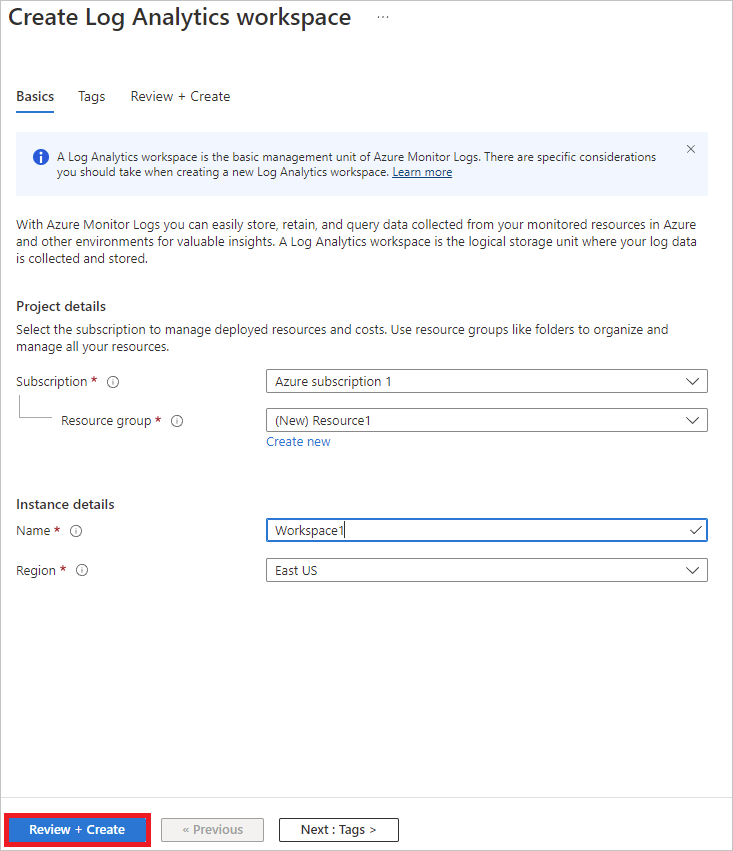 Create Log Analytics workspace ...
Basics Tags Review + Create
A Log Analytics workspace is the basic management unit of Azure Monitor Logs. There are specific considerations
you should take when creating a new Log Analytics workspace. Learn more
With Azure Monitor Logs you can easily store, retain, and query data collected from your monitored resources in Azure
and other environments for valuable insights. A Log Analytics workspace is the logical storage unit where your log data
is collected and stored.
Project details
Select the subscription to manage deployed resources and costs. Use resource groups like folders to organize and
manage all your resources.
Subscription * Azure subscription 1
Resource group * (New) Resource1
Create new
Instance details
Name * Workspace1
Region * East US
Review + Create « Previous Next : Tags >